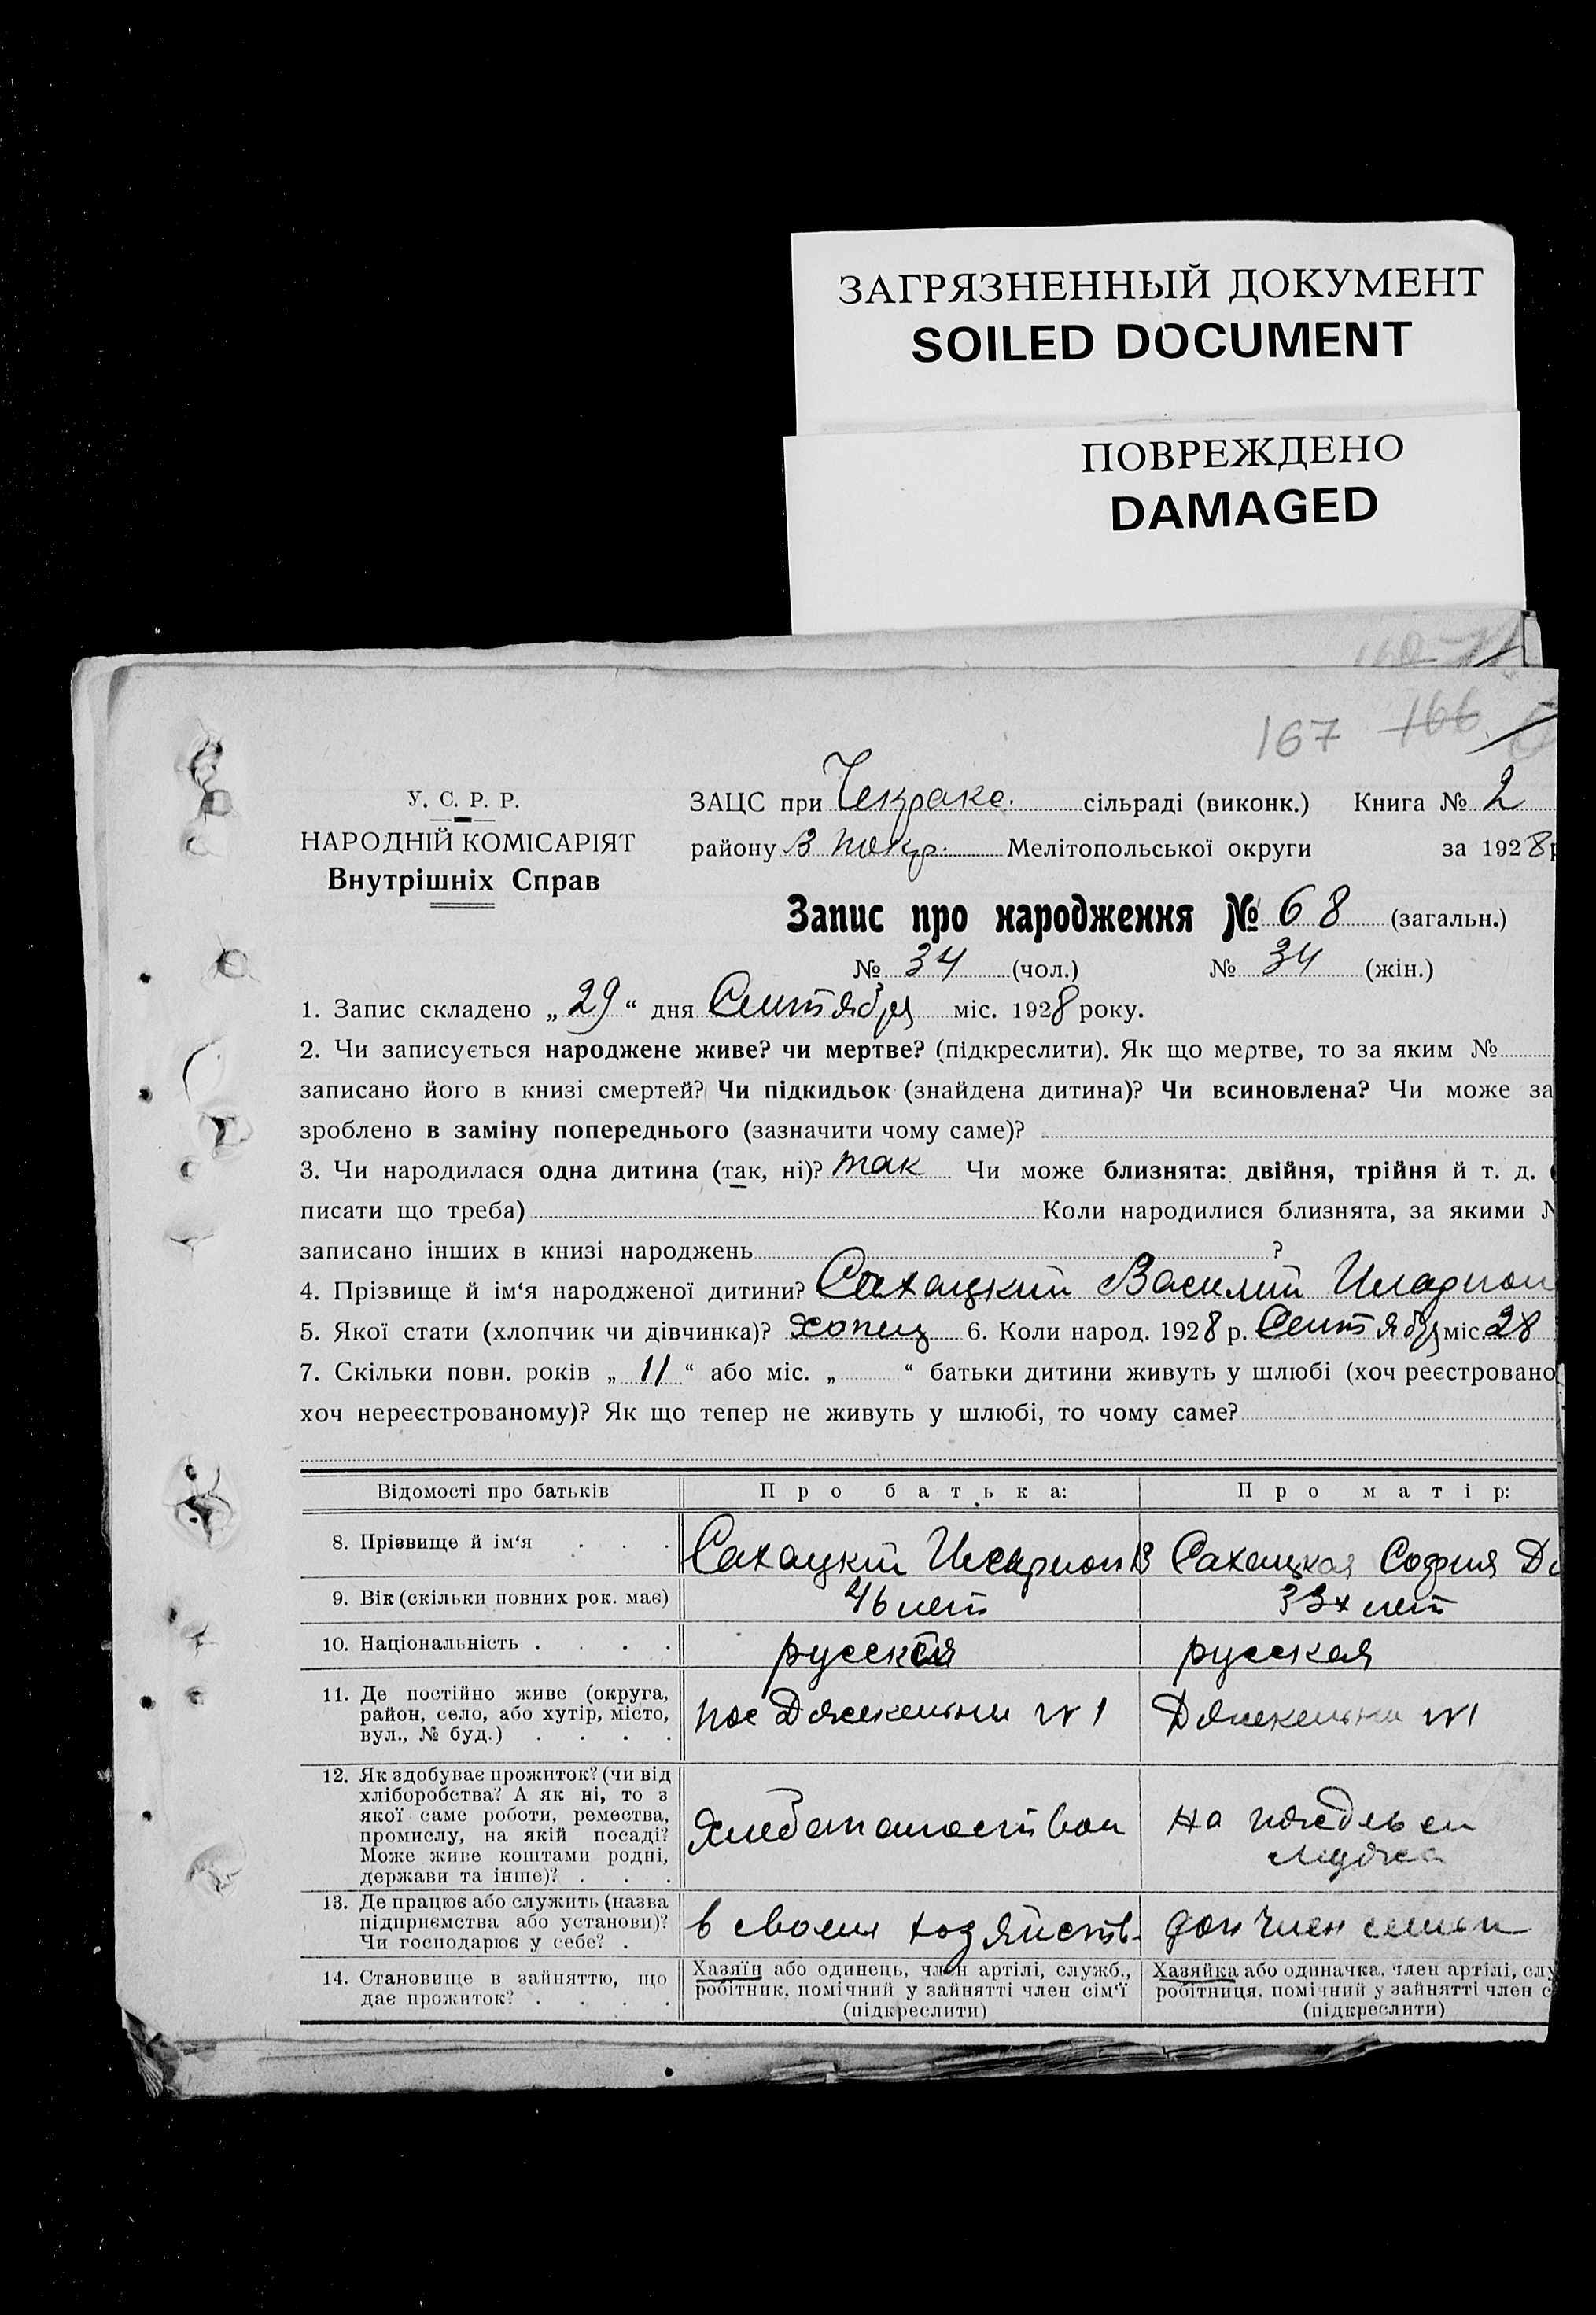 ЗАГРЯЗНЕННЫЙ ДОКУМЕНТ
SOILED DOCUMENT
ПОВРЕЖДЕНО
DAMAGED
167 166
У. С. Р. Р.
НАРОДНІЙ КОМІСАРІЯТ
Внутрішніх Справ
ЗАЦС при Чекрак. сільраді (виконк.) Книга № 2
району В Токр. Мелітопольської округи за 1928 р
Запис про народження № 68 (загальн.)
№ 34 (чол.) № 34 (жін.)
1. Запис складено „29“ дня Сентября міс. 1928 року.
2. Чи записується народжене живе? чи мертве? (підкреслити). Як що мертве, то за яким №
записано його в книзі смертей? Чи підкидьок (знайдена дитина)? Чи всиновлена? Чи може за
зроблено в заміну попереднього (зазначити чому саме)?
3. Чи народилася одна дитина (так, ні)? так Чи може близнята: двійня, трійня й т. д.
писати що треба) Коли народилися близнята, за якими №
записано інших в книзі народжень ?
4. Прізвище й ім‘я народженої дитини? Сахацкий Василий Иларион
5. Якої стати (хлопчик чи дівчинка)? хопец 6. Коли народ. 1928 р. Сентября міс 28
7. Скільки повн. років „11“ або міс. „ “ батьки дитини живуть у шлюбі (хоч реєстровано
хоч нереєстрованому)? Як що тепер не живуть у шлюбі, то чому саме?
Відомості про батьків Про батька: Про матір:
8. Прізвище й ім‘я Сахацкий Иларион В Сахацкая София
9. Вік (скільки повних рок. має) 46 лет 33х лет
10. Національність русская русская
11. Де постійно живе (округа,
район, село, або хутір, місто,
вул., № буд.)
пос №1 №1
12. Як здобуває прожиток? (чи від
хліборобства? А як ні, то з
якої саме роботи, ремества,
промислу, на якій посаді?
Може живе коштами родні,
держави та інше)?
Хлебопашеством
на
мужа
13. Де працює або служить (назва
підприємства або установи)?
Чи господарює у себе?
в своем хозяйств. член семьи
14. Становище в зайняттю, що
дає прожиток?
Хазяїн або одинець, член артілі, служб.,
робітник, помічний у зайнятті член сім‘ї
(підкреслити)
Хазяйка або одиначка, член артілі, слу
робітниця, помічний у зайнятті член с
(підкреслити)